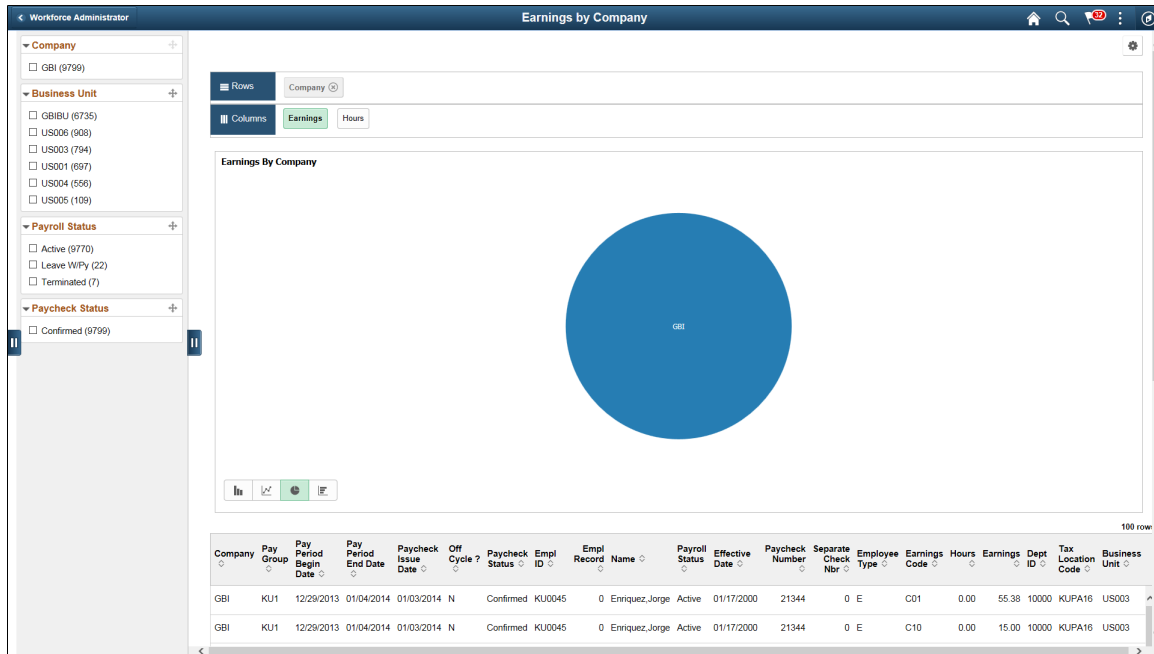 Workforce Administrator
Earnings by Company
32
Company
GBI (9799)
Business Unit
GBIBU (6735)
US006 (908)
US003 (794)
US001 (697)
US004 (556)
US005 (109)
Payroll Status
Active (9770)
Leave W/Py (22)
Terminated (7)
Paycheck Status
Confirmed (9799)
Rows
Company
Columns
Earnings Hours
Earnings By Company
GBI
100 rows
Company Pay Group Pay Period Begin Date Pay Period End Date Paycheck Issue Date Off Cycle ? Paycheck Status Empl ID Empl Record Name Payroll Status Effective Date Paycheck Number Separate Check Nbr Employee Type Earnings Code Hours Earnings Dept ID Tax Location Code Business Unit
GBI KU1 12/29/2013 01/04/2014 01/03/2014 N Confirmed KU0045 0 Enriquez,Jorge Active 01/17/2000 21344 0 E C01 0.00 55.38 10000 KUPA16 US003
GBI KU1 12/29/2013 01/04/2014 01/03/2014 N Confirmed KU0045 0 Enriquez,Jorge Active 01/17/2000 21344 0 E C10 0.00 15.00 10000 KUPA16 US003